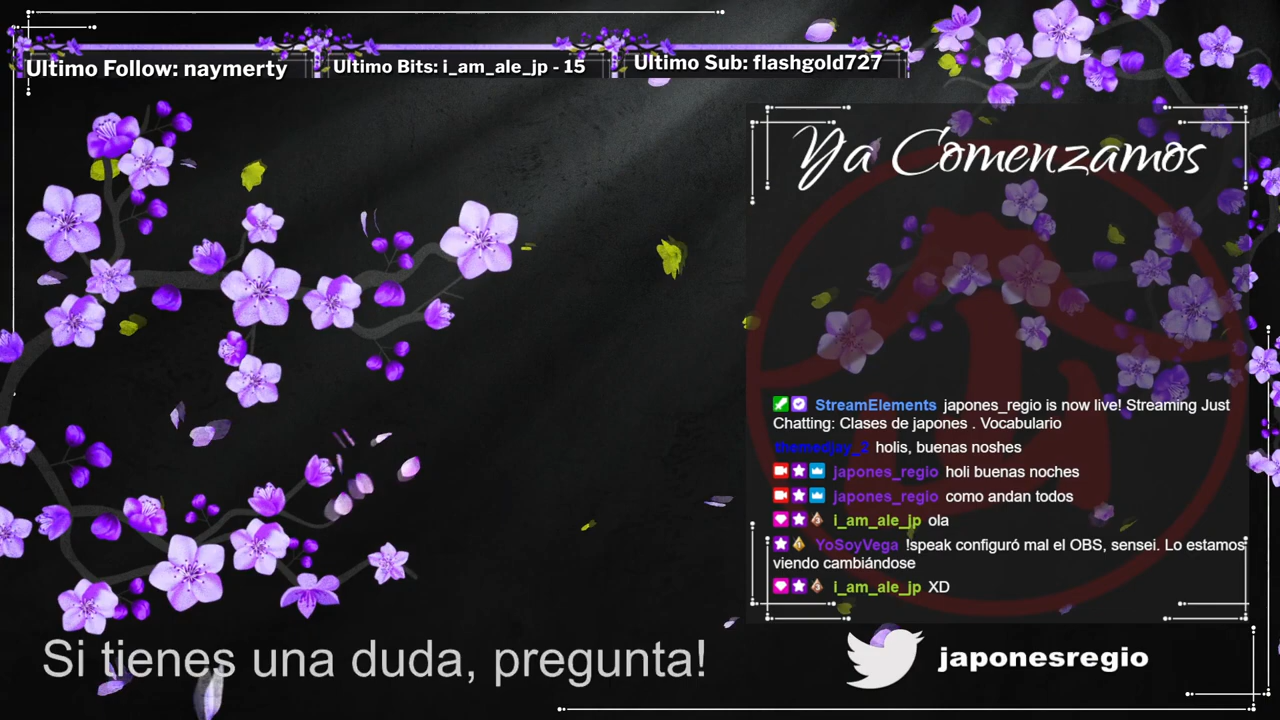 Ultimo Follow: naymerty
Ultimo Bits: i_am_ale_jp - 15
Ultimo Sub: flashgold727
Ya Comenzamos
StreamElements japones_regio is now live! Streaming Just
Chatting: Clases de japones . Vocabulario
themedjay_2 holis, buenas noshes
japones_regio holi buenas noches
japones_regio como andan todos
i_am_ale_jp ola
YoSoyVega !speak configuró mal el OBS, sensei. Lo estamos
viendo cambiándose
i_am_ale_jp XD
Si tienes una duda, pregunta!
japonesregio